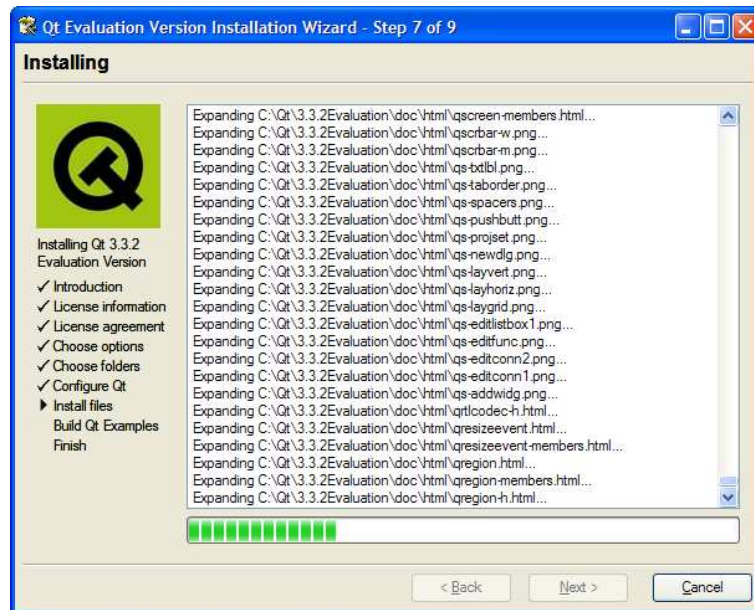 Qt Evaluation Version Installation Wizard - Step 7 of 9
Installing
Installing Qt 3.3.2
Evaluation Version
✓ Introduction
✓ License information
✓ License agreement
✓ Choose options
✓ Choose folders
✓ Configure Qt
Install files
Build Qt Examples
Finish
Expanding C:\Qt\3.3.2Evaluation\doc\html\qscreen-members.html...
Expanding C:\Qt\3.3.2Evaluation\doc\html\qscrbar-w.png...
Expanding C:\Qt\3.3.2Evaluation\doc\html\qscrbar-m.png...
Expanding C:\Qt\3.3.2Evaluation\doc\html\qs-txtlbl.png...
Expanding C:\Qt\3.3.2Evaluation\doc\html\qs-taborder.png...
Expanding C:\Qt\3.3.2Evaluation\doc\html\qs-spacers.png...
Expanding C:\Qt\3.3.2Evaluation\doc\html\qs-pushbutt.png...
Expanding C:\Qt\3.3.2Evaluation\doc\html\qs-projset.png...
Expanding C:\Qt\3.3.2Evaluation\doc\html\qs-newdlg.png...
Expanding C:\Qt\3.3.2Evaluation\doc\html\qs-layvert.png...
Expanding C:\Qt\3.3.2Evaluation\doc\html\qs-layhoriz.png...
Expanding C:\Qt\3.3.2Evaluation\doc\html\qs-laygrid.png...
Expanding C:\Qt\3.3.2Evaluation\doc\html\qs-editlistbox1.png...
Expanding C:\Qt\3.3.2Evaluation\doc\html\qs-editfunc.png...
Expanding C:\Qt\3.3.2Evaluation\doc\html\qs-editconn2.png...
Expanding C:\Qt\3.3.2Evaluation\doc\html\qs-editconn1.png...
Expanding C:\Qt\3.3.2Evaluation\doc\html\qs-addwidg.png...
Expanding C:\Qt\3.3.2Evaluation\doc\html\qrtlcodec-h.html...
Expanding C:\Qt\3.3.2Evaluation\doc\html\qresizeevent.html...
Expanding C:\Qt\3.3.2Evaluation\doc\html\qresizeevent-members.html...
Expanding C:\Qt\3.3.2Evaluation\doc\html\qregion.html...
Expanding C:\Qt\3.3.2Evaluation\doc\html\qregion-members.html...
Expanding C:\Qt\3.3.2Evaluation\doc\html\qregion-h.html...
< Back
Next >
Cancel